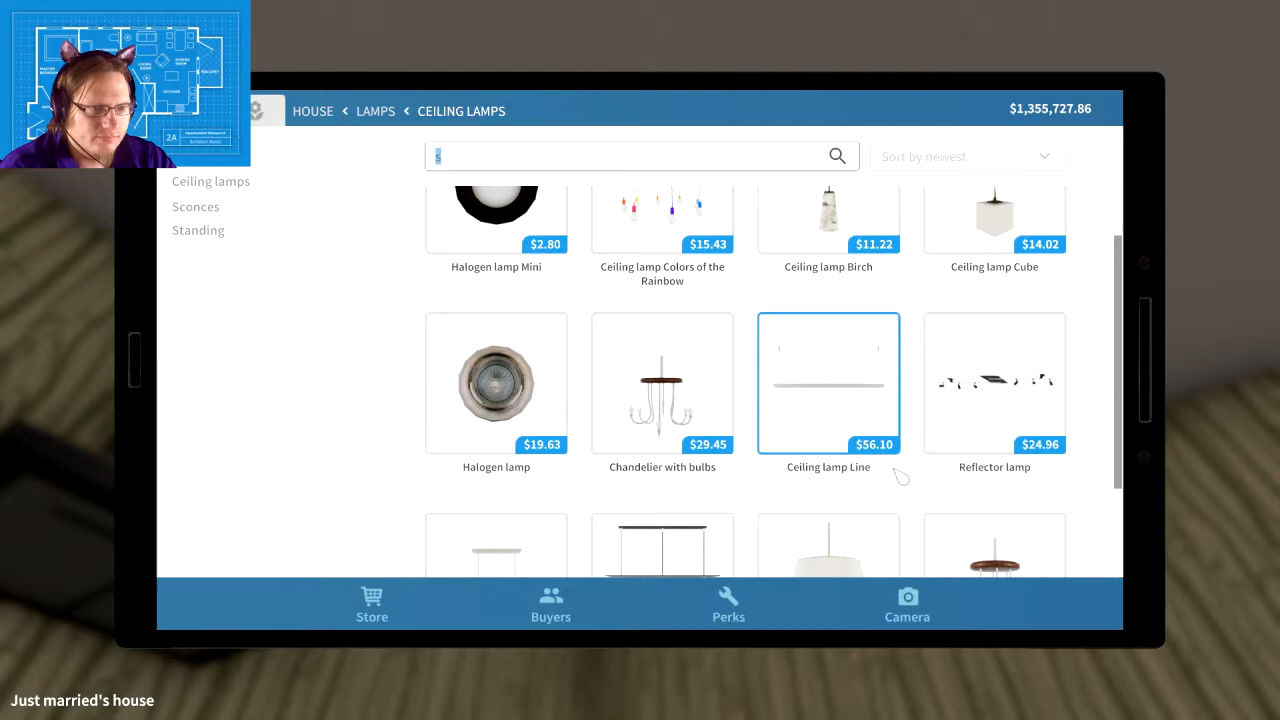 HOUSE < LAMPS < CEILING LAMPS
$1,355,727.86
s
Sort by newest
Ceiling lamps
Sconces
Standing
$2.80
$15.43
$11.22
$14.02
Halogen lamp Mini
Ceiling lamp Colors of the
Rainbow
Ceiling lamp Birch
Ceiling lamp Cube
$19.63
$29.45
$56.10
$24.96
Halogen lamp
Chandelier with bulbs
Ceiling lamp Line
Reflector lamp
Store
Buyers
Perks
Camera
Just married's house
BALCONY
KITCHEN
2A